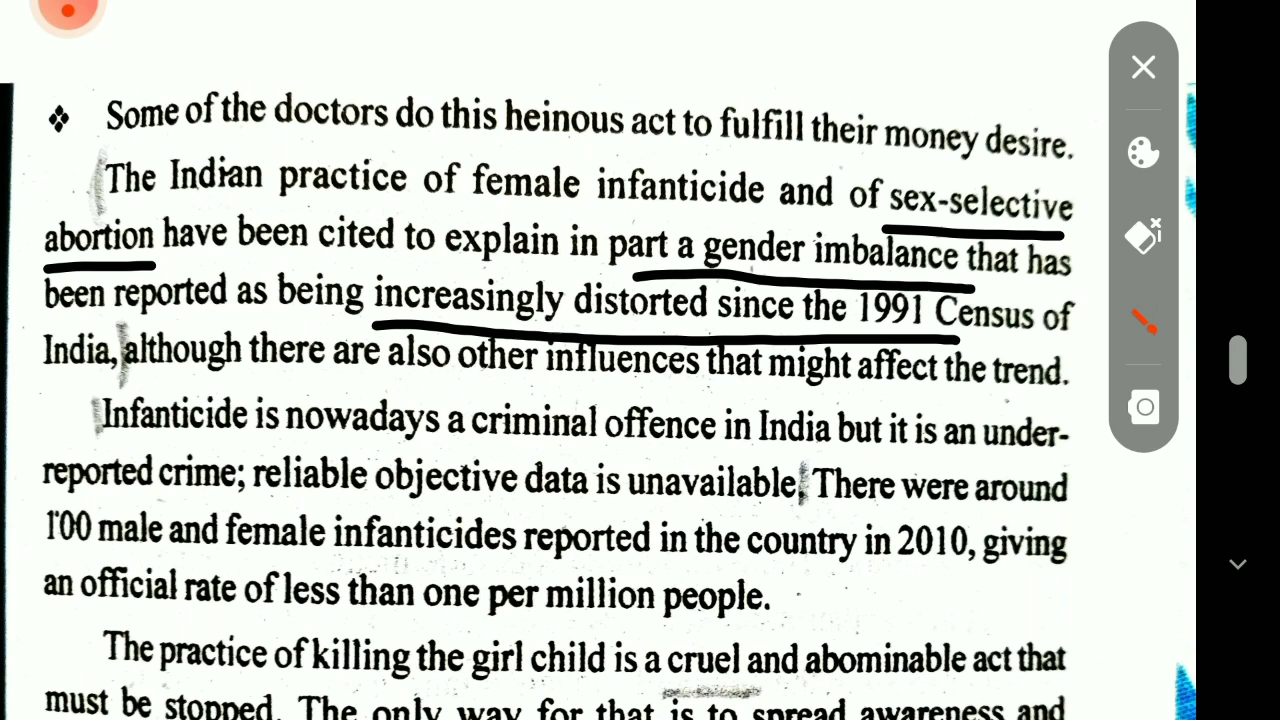 Some of the doctors do this heinous act to fulfill their money desire.
The Indian practice of female infanticide and of sex-selective
abortion have been cited to explain in part a gender imbalance that has
been reported as being increasingly distorted since the 1991 Census of
India, although there are also other influences that might affect the trend.
Infanticide is nowadays a criminal offence in India but it is an under-
reported crime; reliable objective data is unavailable. There were around
100 male and female infanticides reported in the country in 2010, giving
an official rate of less than one per million people.
The practice of killing the girl child is a cruel and abominable act that
must be stopped. The only way for that is to spread awareness and